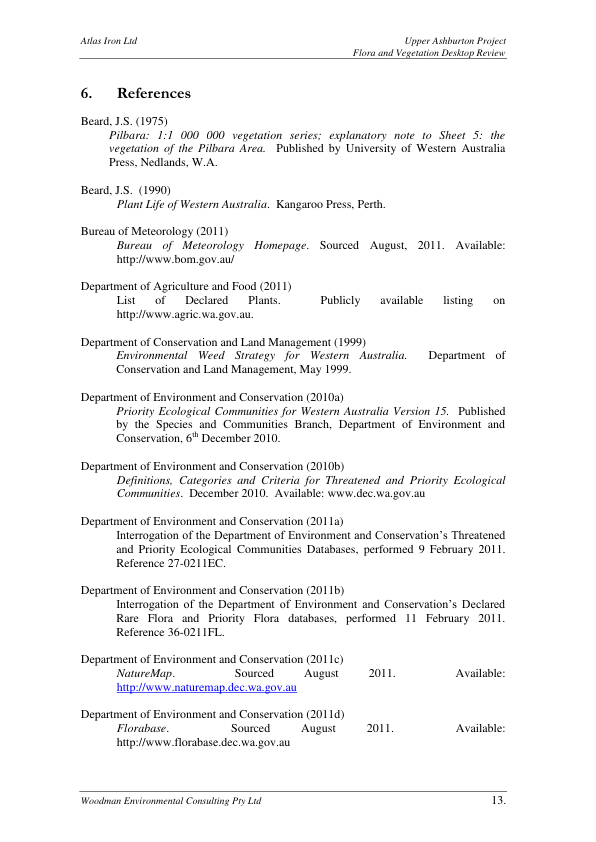 Atlas Iron Ltd
Upper Ashburton Project
Flora and Vegetation Desktop Review
6. References
Beard, J.S. (1975)
Pilbara: 1:1 000 000 vegetation series; explanatory note to Sheet 5: the
vegetation of the Pilbara Area. Published by University of Western Australia
Press, Nedlands, W.A.
Beard, J.S. (1990)
Plant Life of Western Australia. Kangaroo Press, Perth.
Bureau of Meteorology (2011)
Bureau of Meteorology Homepage. Sourced August, 2011. Available:
http://www.bom.gov.au/
Department of Agriculture and Food (2011)
List of Declared Plants. Publicly available listing on
http://www.agric.wa.gov.au.
Department of Conservation and Land Management (1999)
Environmental Weed Strategy for Western Australia. Department of
Conservation and Land Management, May 1999.
Department of Environment and Conservation (2010a)
Priority Ecological Communities for Western Australia Version 15. Published
by the Species and Communities Branch, Department of Environment and
Conservation, 6th December 2010.
Department of Environment and Conservation (2010b)
Definitions, Categories and Criteria for Threatened and Priority Ecological
Communities. December 2010. Available: www.dec.wa.gov.au
Department of Environment and Conservation (2011a)
Interrogation of the Department of Environment and Conservation's Threatened
and Priority Ecological Communities Databases, performed 9 February 2011.
Reference 27-0211EC.
Department of Environment and Conservation (2011b)
Interrogation of the Department of Environment and Conservation's Declared
Rare Flora and Priority Flora databases, performed 11 February 2011.
Reference 36-0211FL.
Department of Environment and Conservation (2011c)
NatureMap. Sourced August 2011. Available:
http://www.naturemap.dec.wa.gov.au
Department of Environment and Conservation (2011d)
Florabase. Sourced August 2011. Available:
http://www.florabase.dec.wa.gov.au
Woodman Environmental Consulting Pty Ltd
13.